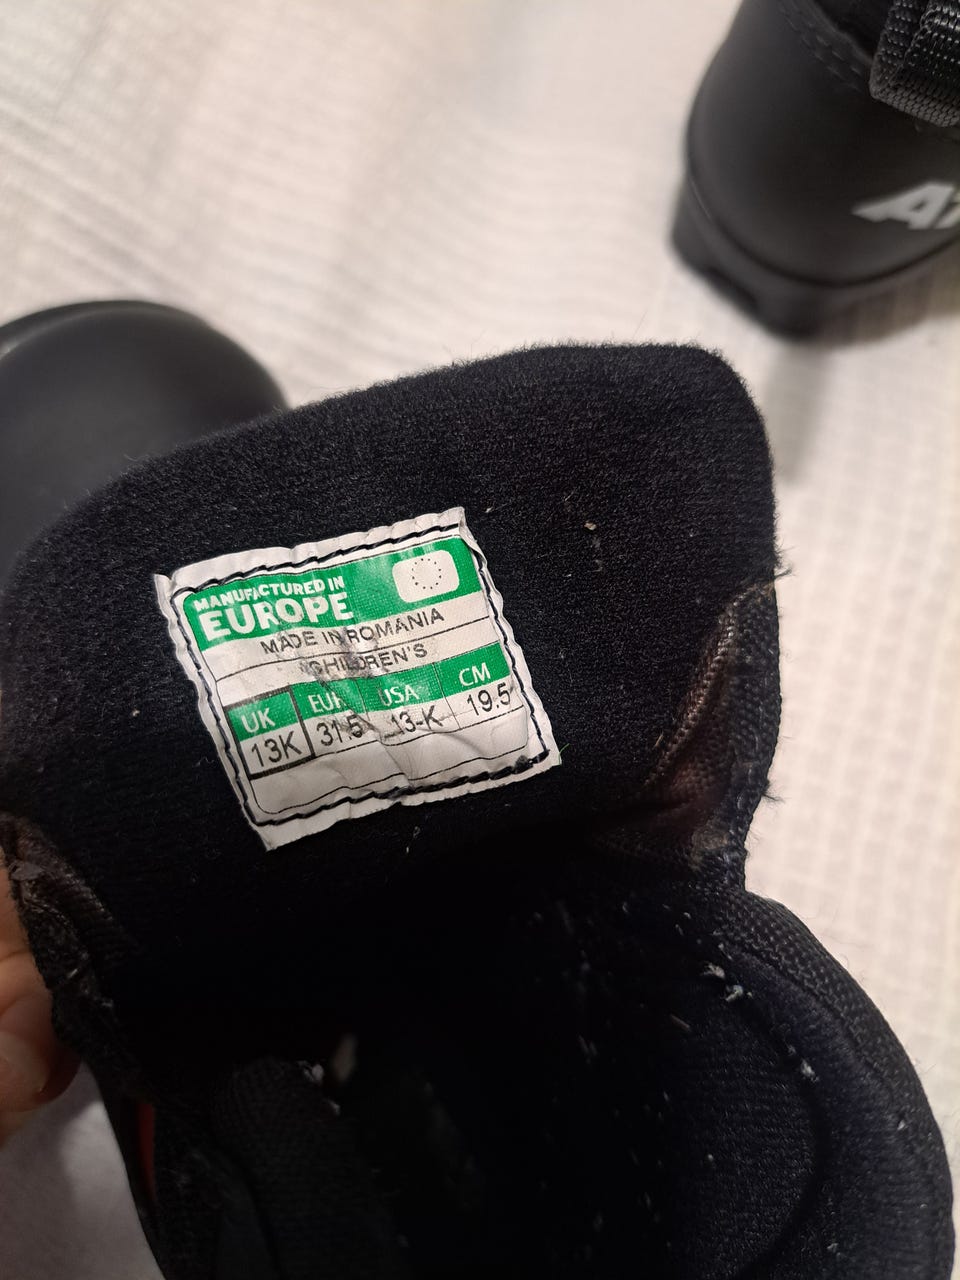 A
MANUFACTURED IN
EUROPE
MADE IN ROMANIA
CHILDREN'S
UK EUR USA CM
13K 31.5 13-K 19.5